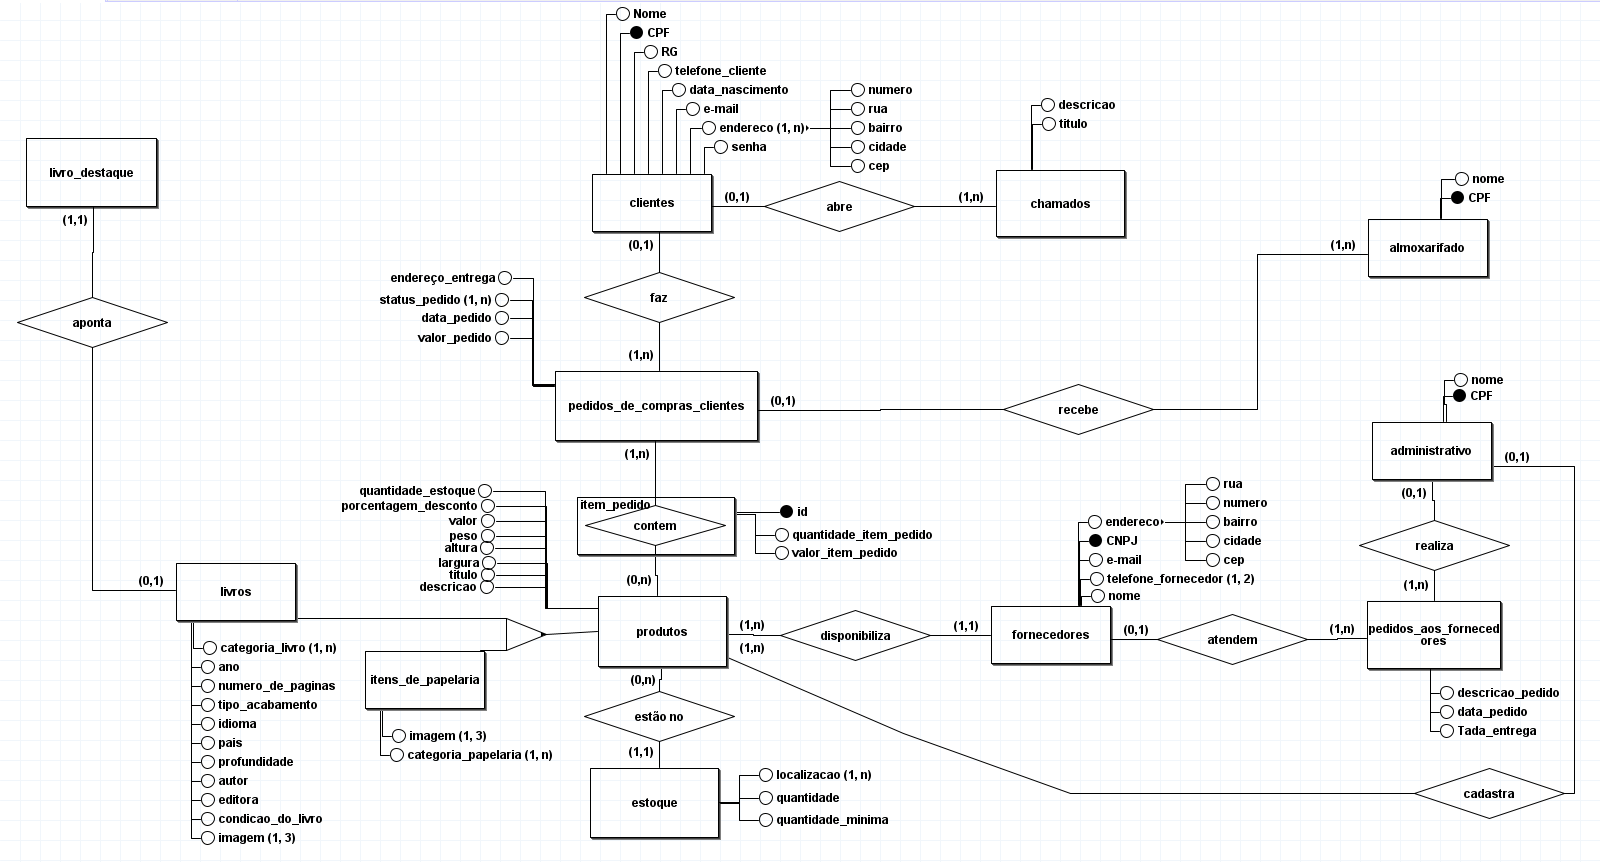 Nome
CPF
RG
telefone_cliente
data_nascimento
e-mail
endereco (1, n)
senha
numero
rua
bairro
cidade
cep
descricao
titulo
livro_destaque
(1,1)
clientes
(0,1)
abre
(1,n)
chamados
nome
CPF
almoxarifado
(1,n)
(0,1)
faz
(1,n)
endereço_entrega
status_pedido (1, n)
data_pedido
valor_pedido
aponta
pedidos_de_compras_clientes
(0,1)
recebe
(1,n)
nome
CPF
administrativo
(0,1)
(0,1)
realiza
(1,n)
quantidade_estoque
porcentagem_desconto
valor
peso
altura
largura
titulo
descricao
item_pedido
contem
id
quantidade_item_pedido
valor_item_pedido
(0,n)
rua
numero
bairro
cidade
cep
endereco
CNPJ
e-mail
telefone_fornecedor (1, 2)
nome
(0,1)
livros
produtos
(1,n)
(1,n)
disponibiliza
(1,1)
fornecedores
(0,1)
atendem
(1,n)
pedidos_aos_forneced
ores
categoria_livro (1, n)
ano
numero_de_paginas
tipo_acabamento
idioma
pais
profundidade
autor
editora
condicao_do_livro
imagem (1, 3)
itens_de_papelaria
imagem (1, 3)
categoria_papelaria (1, n)
(0,n)
estão no
(1,1)
estoque
localizacao (1, n)
quantidade
quantidade_minima
descricao_pedido
data_pedido
Tada_entrega
cadastra